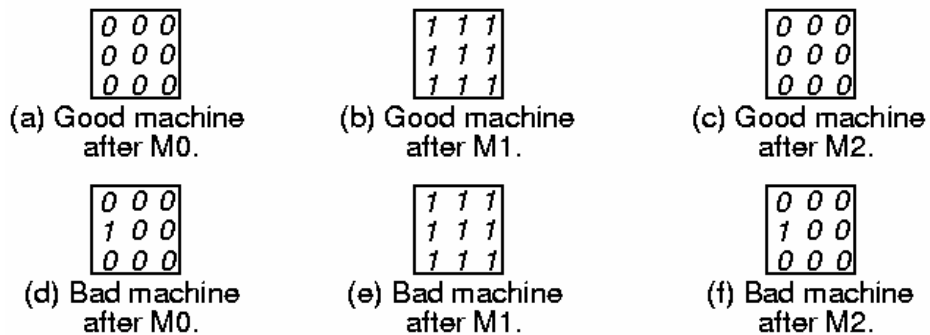 0 0 0
0 0 0
0 0 0
(a) Good machine
after M0.
1 1 1
1 1 1
1 1 1
(b) Good machine
after M1.
0 0 0
0 0 0
0 0 0
(c) Good machine
after M2.
0 0 0
1 0 0
0 0 0
(d) Bad machine
after M0.
1 1 1
1 1 1
1 1 1
(e) Bad machine
after M1.
0 0 0
1 0 0
0 0 0
(f) Bad machine
after M2.